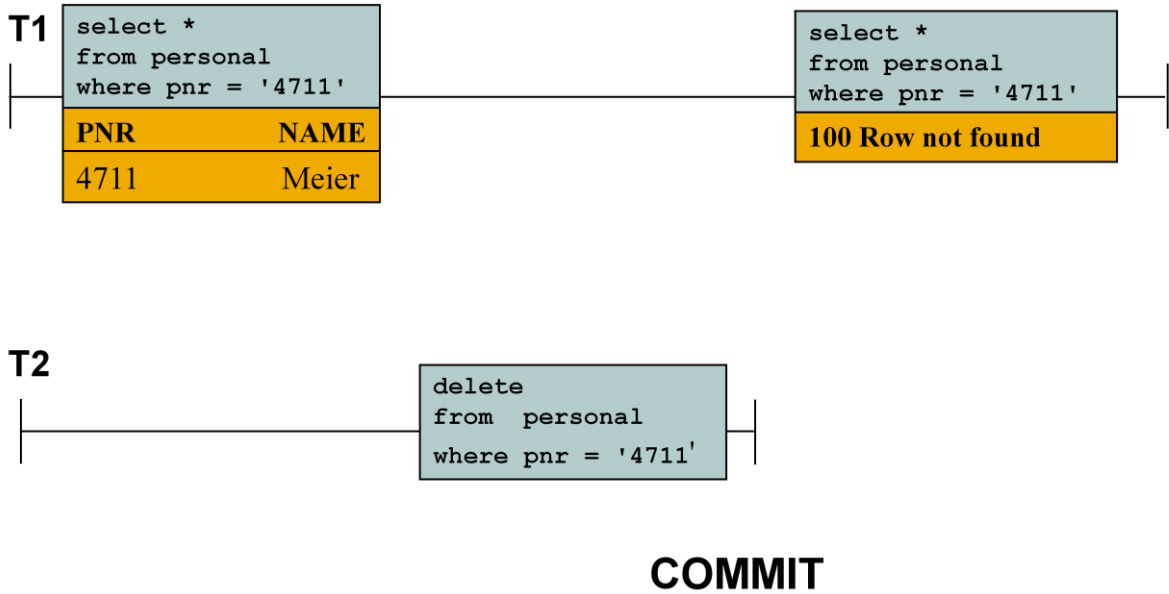 T1
select *
from personal
where pnr = '4711'
PNR NAME
4711 Meier
select *
from personal
where pnr = '4711'
100 Row not found
T2
delete
from  personal
where pnr = '4711'
COMMIT